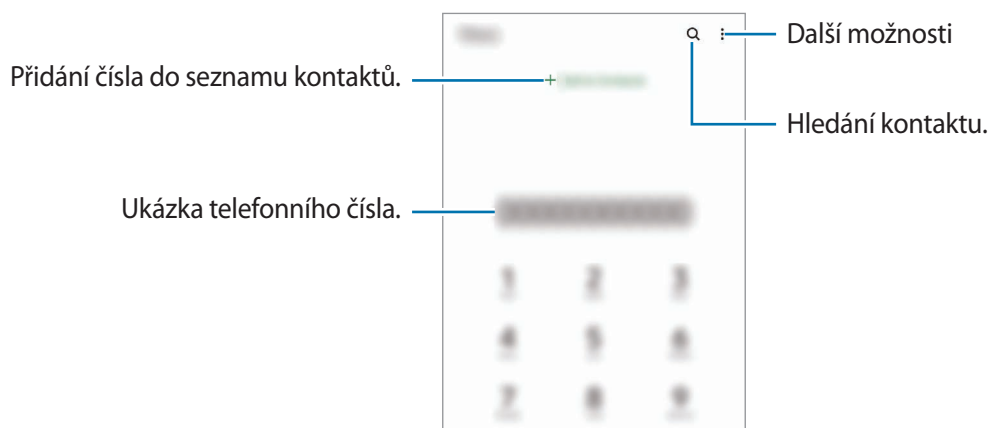 Další možnosti
Přidání čísla do seznamu kontaktů.
Hledání kontaktu.
Ukázka telefonního čísla.
1 2 3
4 5 6
7 8 9